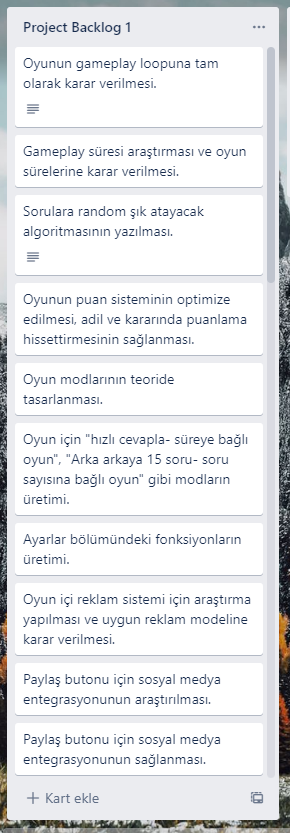 Project Backlog 1
Oyunun gameplay loopuna tam
olarak karar verilmesi.
Gameplay süresi araştırması ve oyun
sürelerine karar verilmesi.
Sorulara random şık atayacak
algoritmasının yazılması.
Oyunun puan sisteminin optimize
edilmesi, adil ve kararında puanlama
hissettirmesinin sağlanması.
Oyun modlarının teoride
tasarlanması.
Oyun için "hızlı cevapla- süreye bağlı
oyun", "Arka arkaya 15 soru- soru
sayısına bağlı oyun" gibi modların
üretimi.
Ayarlar bölümündeki fonksiyonların
üretimi.
Oyun içi reklam sistemi için araştırma
yapılması ve uygun reklam modeline
karar verilmesi.
Paylaş butonu için sosyal medya
entegrasyonunun araştırılması.
Paylaş butonu için sosyal medya
entegrasyonunun sağlanması.
+ Kart ekle